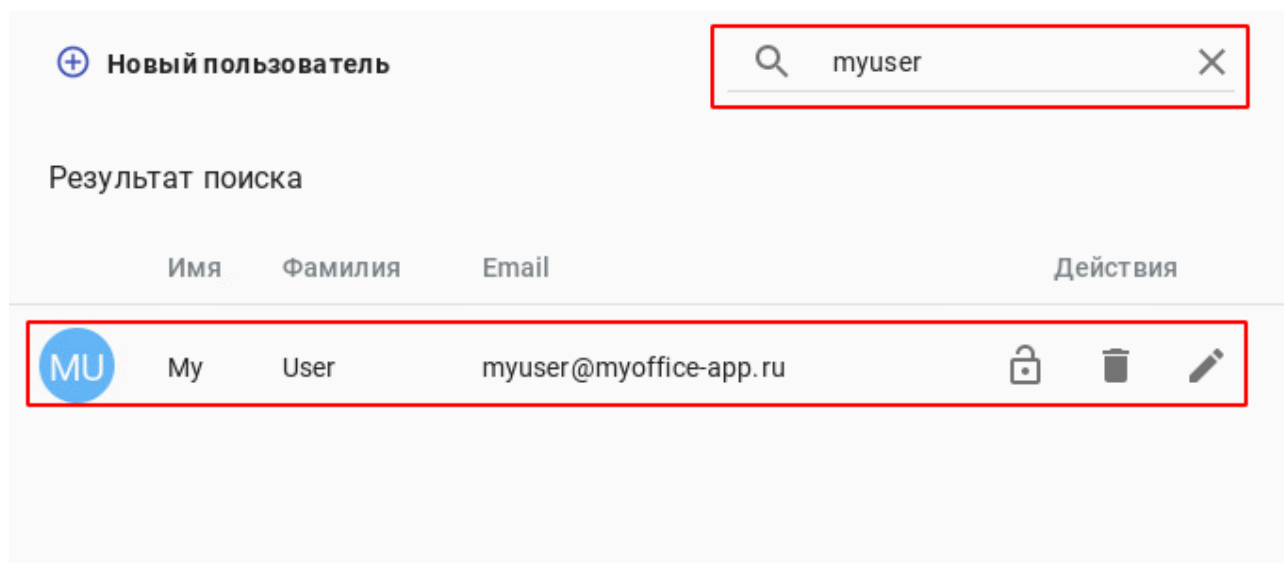 Новый пользователь myuser
Результат поиска
Имя Фамилия Email Действия
MU My User myuser@myoffice-app.ru